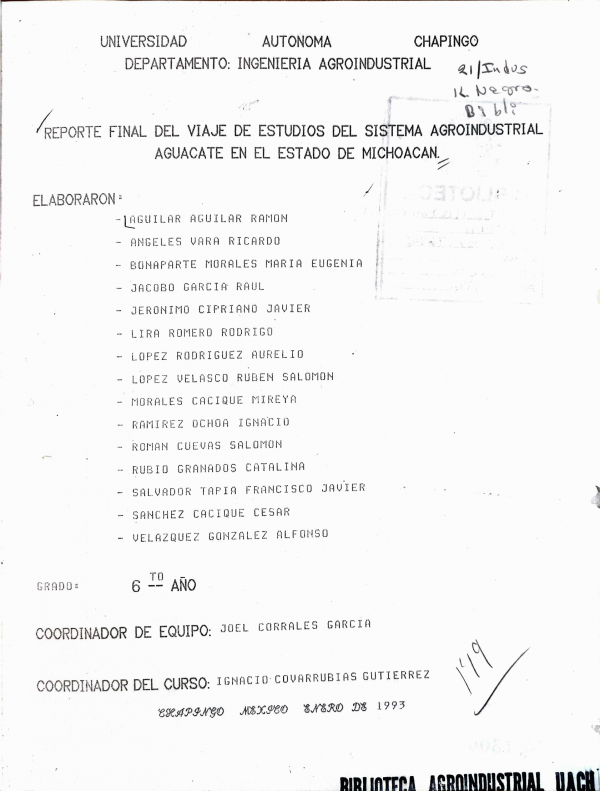 UNIVERSIDAD AUTONOMA CHAPINGO
DEPARTAMENTO: INGENIERIA AGROINDUSTRIAL
21/Indus
K Negro.
REPORTE FINAL DEL VIAJE DE ESTUDIOS DEL SISTEMA AGROINDUSTRIAL
AGUACATE EN EL ESTADO DE MICHOACAN.
ELABORARON:
- AGUILAR AGUILAR RAMON
- ANGELES VARA RICARDO
- BONAPARTE MORALES MARIA EUGENIA
- JACOBO GARCIA RAUL
- JERONIMO CIPRIANO JAVIER
- LIRA ROMERO RODRIGO
- LOPEZ RODRIGUEZ AURELIO
- LOPEZ VELASCO RUBEN SALOMON
- MORALES CACIQUE MIREYA
- RAMIREZ OCHOA IGNACIO
- ROMAN CUEVAS SALOMON
- RUBIO GRANADOS CATALINA
- SALVADOR TAPIA FRANCISCO JAVIER
- SANCHEZ CACIQUE CESAR
- VELAZQUEZ GONZALEZ ALFONSO
GRADO: 6 TO AÑO
COORDINADOR DE EQUIPO: JOEL CORRALES GARCIA
COORDINADOR DEL CURSO: IGNACIO COVARRUBIAS GUTIERREZ
CHAPINGO MEXICO ENERO DE 1993
BIBLIOTECA AGROINDUSTRIAL UACH